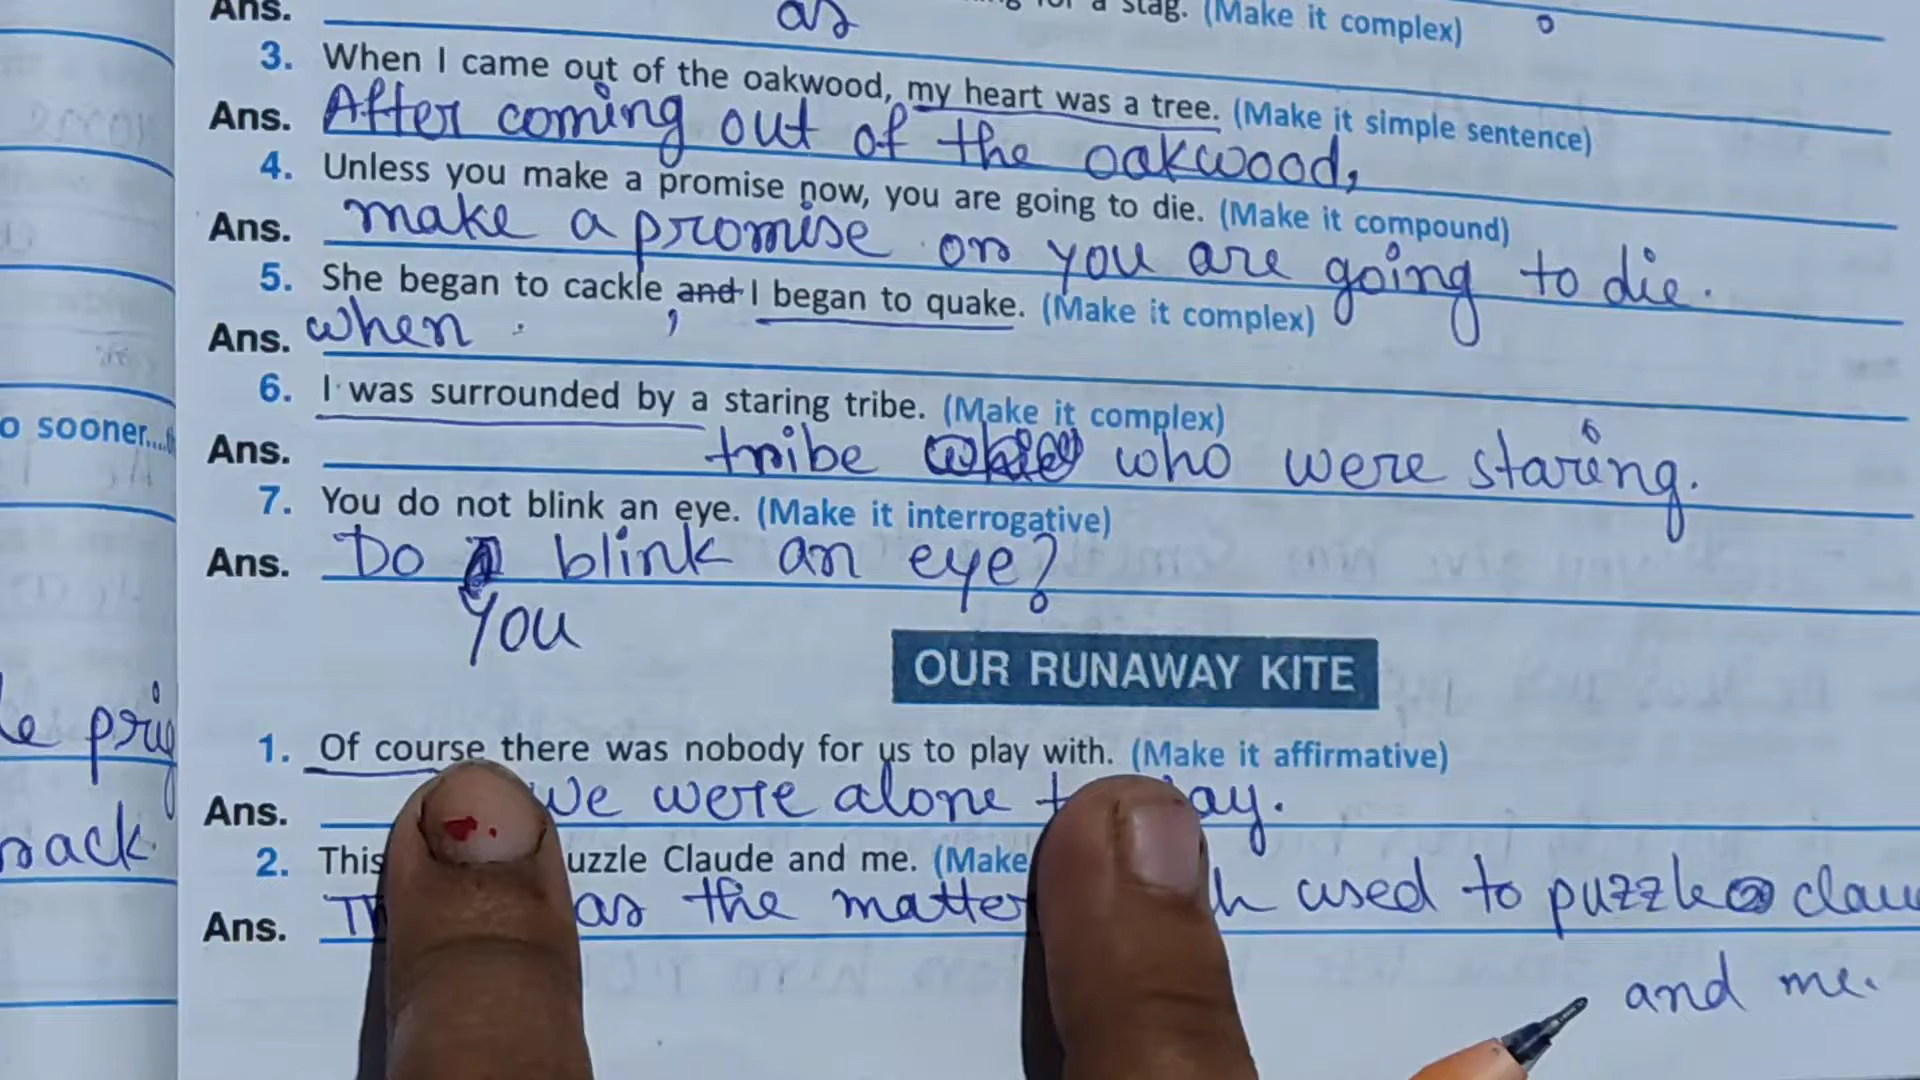 Ans. for a stag. (Make it complex)
as
3. When I came out of the oakwood, my heart was a tree. (Make it simple sentence)
Ans. After coming out of the oakwood,
4. Unless you make a promise now, you are going to die. (Make it compound)
Ans. make a promise or you are going to die.
5. She began to cackle and I began to quake. (Make it complex)
Ans. when ,
6. I was surrounded by a staring tribe. (Make it complex)
Ans. tribe who were staring.
o sooner....
7. You do not blink an eye. (Make it interrogative)
Ans. Do blink an eye?
you
OUR RUNAWAY KITE
1. Of course there was nobody for us to play with. (Make it affirmative)
Ans. we were alone
2. This uzzle Claude and me. (Make
Ans. as the matter used to puzzle clau
and me.